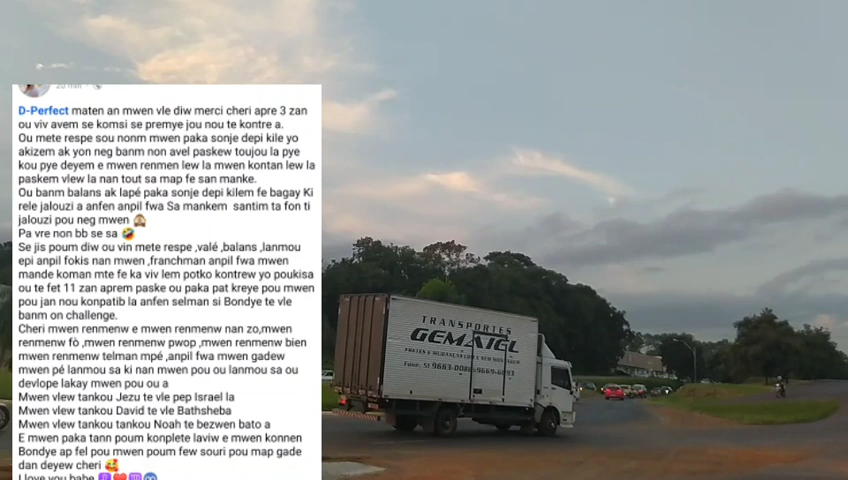 20 min
D-Perfect maten an mwen vle diw merci cheri apre 3 zan
ou viv avem se komsi se premye jou nou te kontre a.
Ou mete respe sou nonm mwen paka sonje depi kile yo
akizem ak yon neg banm non avel paskew toujou la pye
kou pye deyem e mwen renmen lew la mwen kontan lew la
paskem vlew la nan tout sa map fe san manke.
Ou banm balans ak lapé paka sonje depi kilem fe bagay Ki
rele jalouzi a anfen anpil fwa Sa mankem santim ta fon ti
jalouzi pou neg mwen 🙈
Pa vre non bb se sa 🤣
Se jis poum diw ou vin mete respe ,valé ,balans ,lanmou
epi anpil fokis nan mwen ,franchman anpil fwa mwen
mande koman mte fe ka viv lem potko kontrew yo poukisa
ou te fet 11 zan aprem paske ou paka pat kreye pou mwen
pou jan nou konpatib la anfen selman si Bondye te vle
banm on challenge.
Cheri mwen renmenw e mwen renmenw nan zo,mwen
renmenw fò ,mwen renmenw pwop ,mwen renmenw bien
mwen renmenw telman mpé ,anpil fwa mwen gadew
mwen pé lanmou sa ki nan mwen pou ou lanmou sa ou
devlope lakay mwen pou ou a
Mwen vlew tankou Jezu te vle pep Israel la
Mwen vlew tankou David te vle Bathsheba
Mwen vlew tankou tankou Noah te bezwen bato a
E mwen paka tann poum konplete laviw e mwen konnen
Bondye ap fel pou mwen poum few souri pou map gade
dan deyew cheri 🥰
I love you babe
TRANSPORTES
GEMAIEL
FRETES E MUDANÇAS
Fone: 51